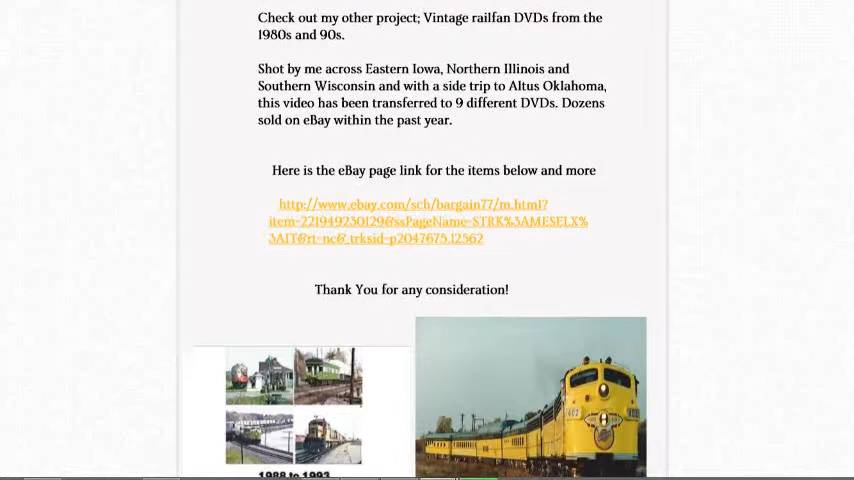 Check out my other project; Vintage railfan DVDs from the
1980s and 90s.
Shot by me across Eastern Iowa, Northern Illinois and
Southern Wisconsin and with a side trip to Altus Oklahoma,
this video has been transferred to 9 different DVDs. Dozens
sold on eBay within the past year.
Here is the eBay page link for the items below and more
http://www.ebay.com/sch/bargain77/m.html?
item=221949230129&ssPageName=STRK%3AMESELX%
3AIT&rt=nc&_trksid=p2047675.l2562
Thank You for any consideration!
402
1988 to 1993